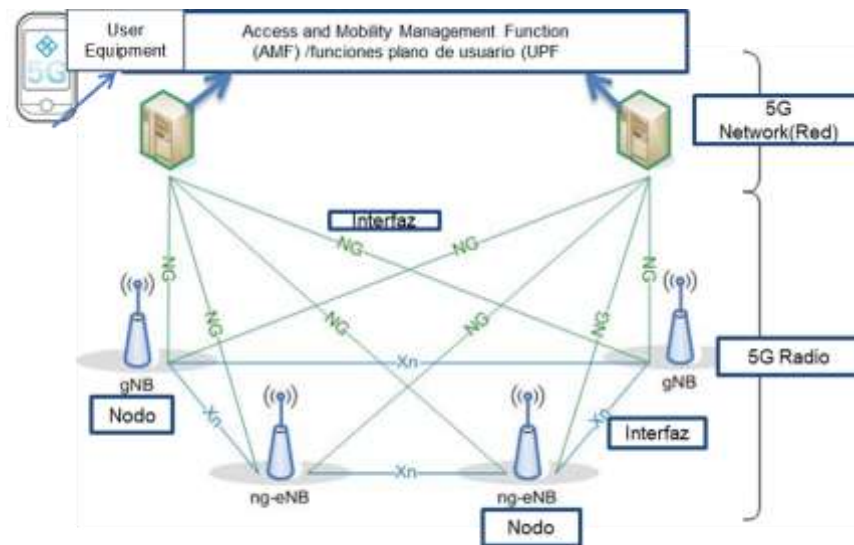 User
Equipment
Access and Mobility Management Function
(AMF) /funciones plano de usuario (UPF
5G
5G
Network(Red)
Interfaz
NG
NG
NG
NG
NG
NG
NG
NG
Xn
gNB
gNB
5G Radio
Nodo
Xn
Xn
Interfaz
Xn
ng-eNB
ng-eNB
Nodo